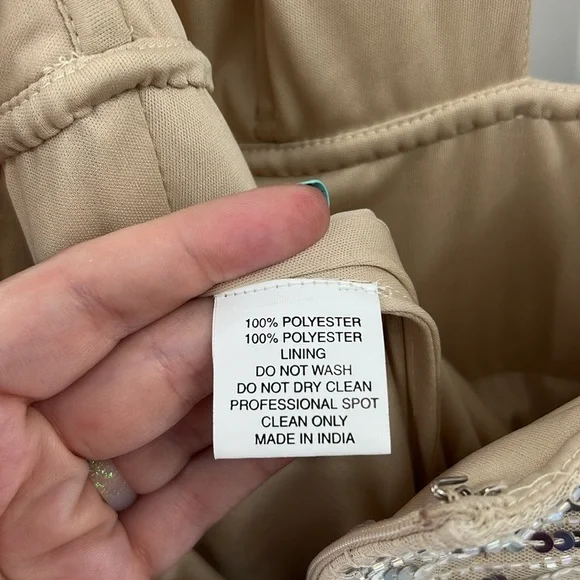 100% POLYESTER
100% POLYESTER
LINING
DO NOT WASH
DO NOT DRY CLEAN
PROFESSIONAL SPOT
CLEAN ONLY
MADE IN INDIA